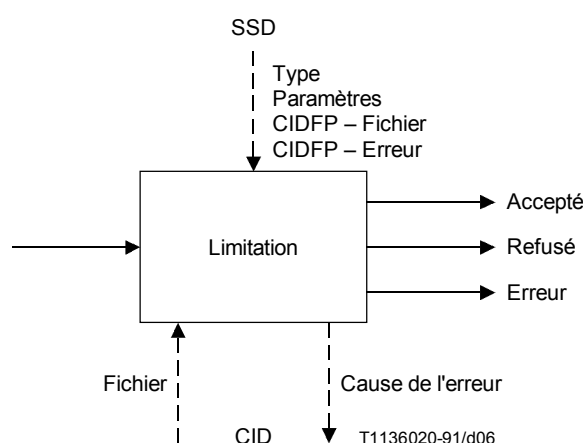 SSD
Type
Paramètres
CIDFP – Fichier
CIDFP – Erreur
Limitation
Accepté
Refusé
Erreur
Fichier
Cause de l'erreur
CID
T1136020-91/d06